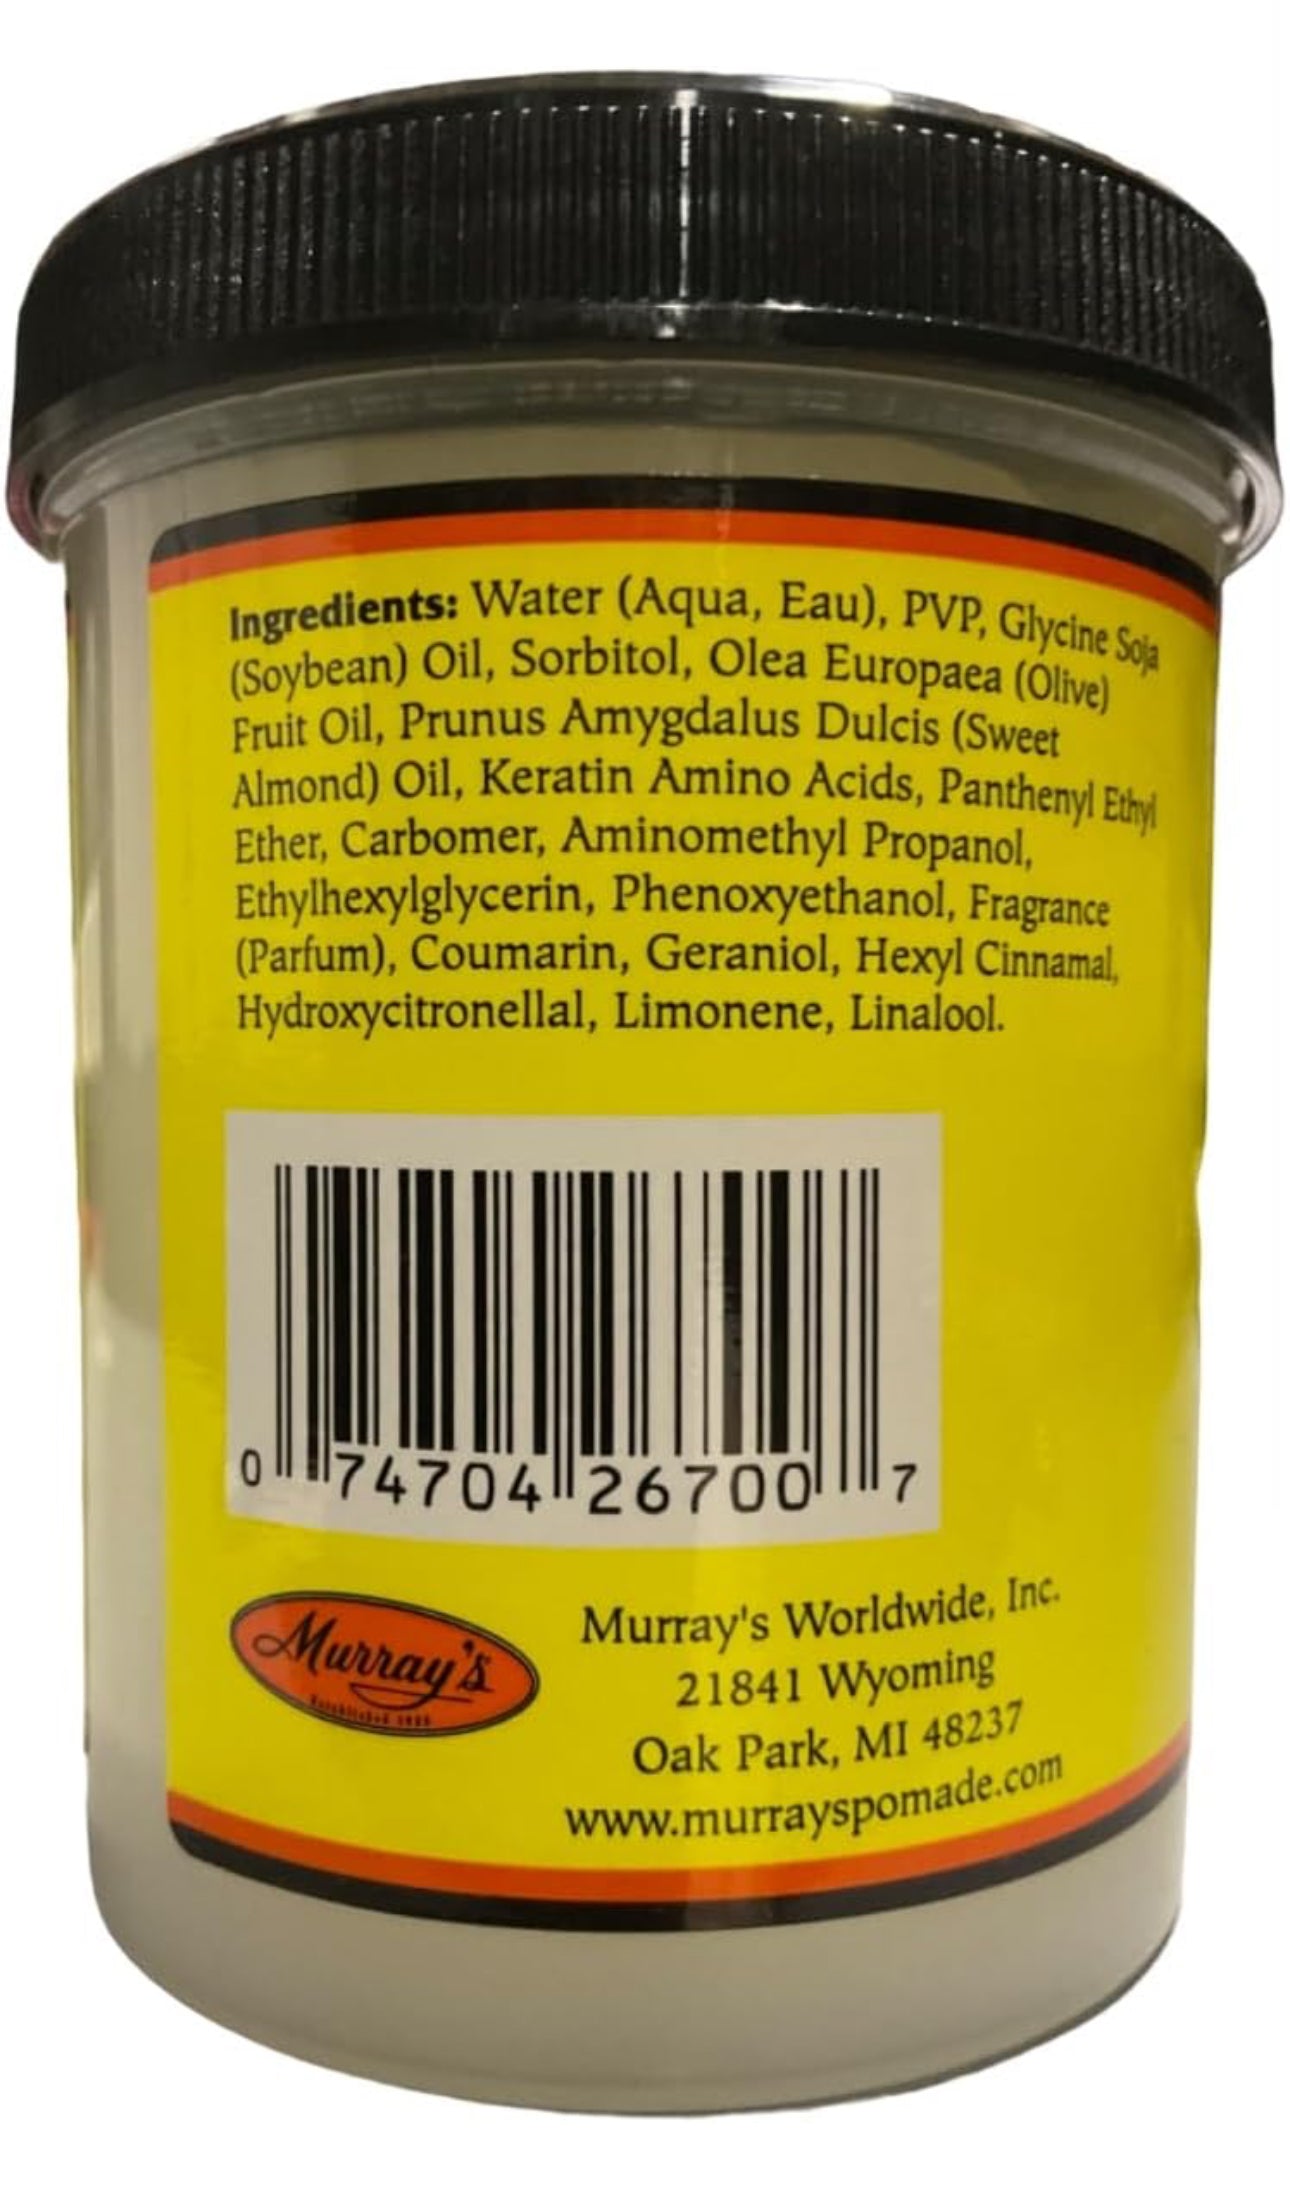 Ingredients: Water (Aqua, Eau), PVP, Glycine Soja
(Soybean) Oil, Sorbitol, Olea Europaea (Olive)
Fruit Oil, Prunus Amygdalus Dulcis (Sweet
Almond) Oil, Keratin Amino Acids, Panthenyl Ethyl
Ether, Carbomer, Aminomethyl Propanol,
Ethylhexylglycerin, Phenoxyethanol, Fragrance
(Parfum), Coumarin, Geraniol, Hexyl Cinnamal,
Hydroxycitronellal, Limonene, Linalool.
0 74704 26700 7
Murray's
Established
Murray's Worldwide, Inc.
21841 Wyoming
Oak Park, MI 48237
www.murrayspomade.com